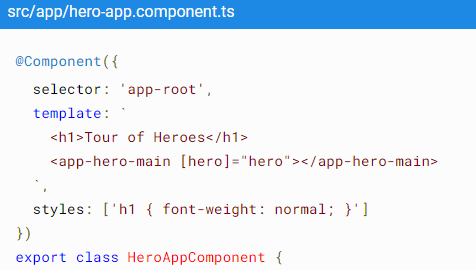 src/app/hero-app.component.ts
@Component({
  selector: 'app-root',
  template: `
    <h1>Tour of Heroes</h1>
    <app-hero-main [hero]="hero"></app-hero-main>
  `,
  styles: ['h1 { font-weight: normal; }']
})
export class HeroAppComponent {